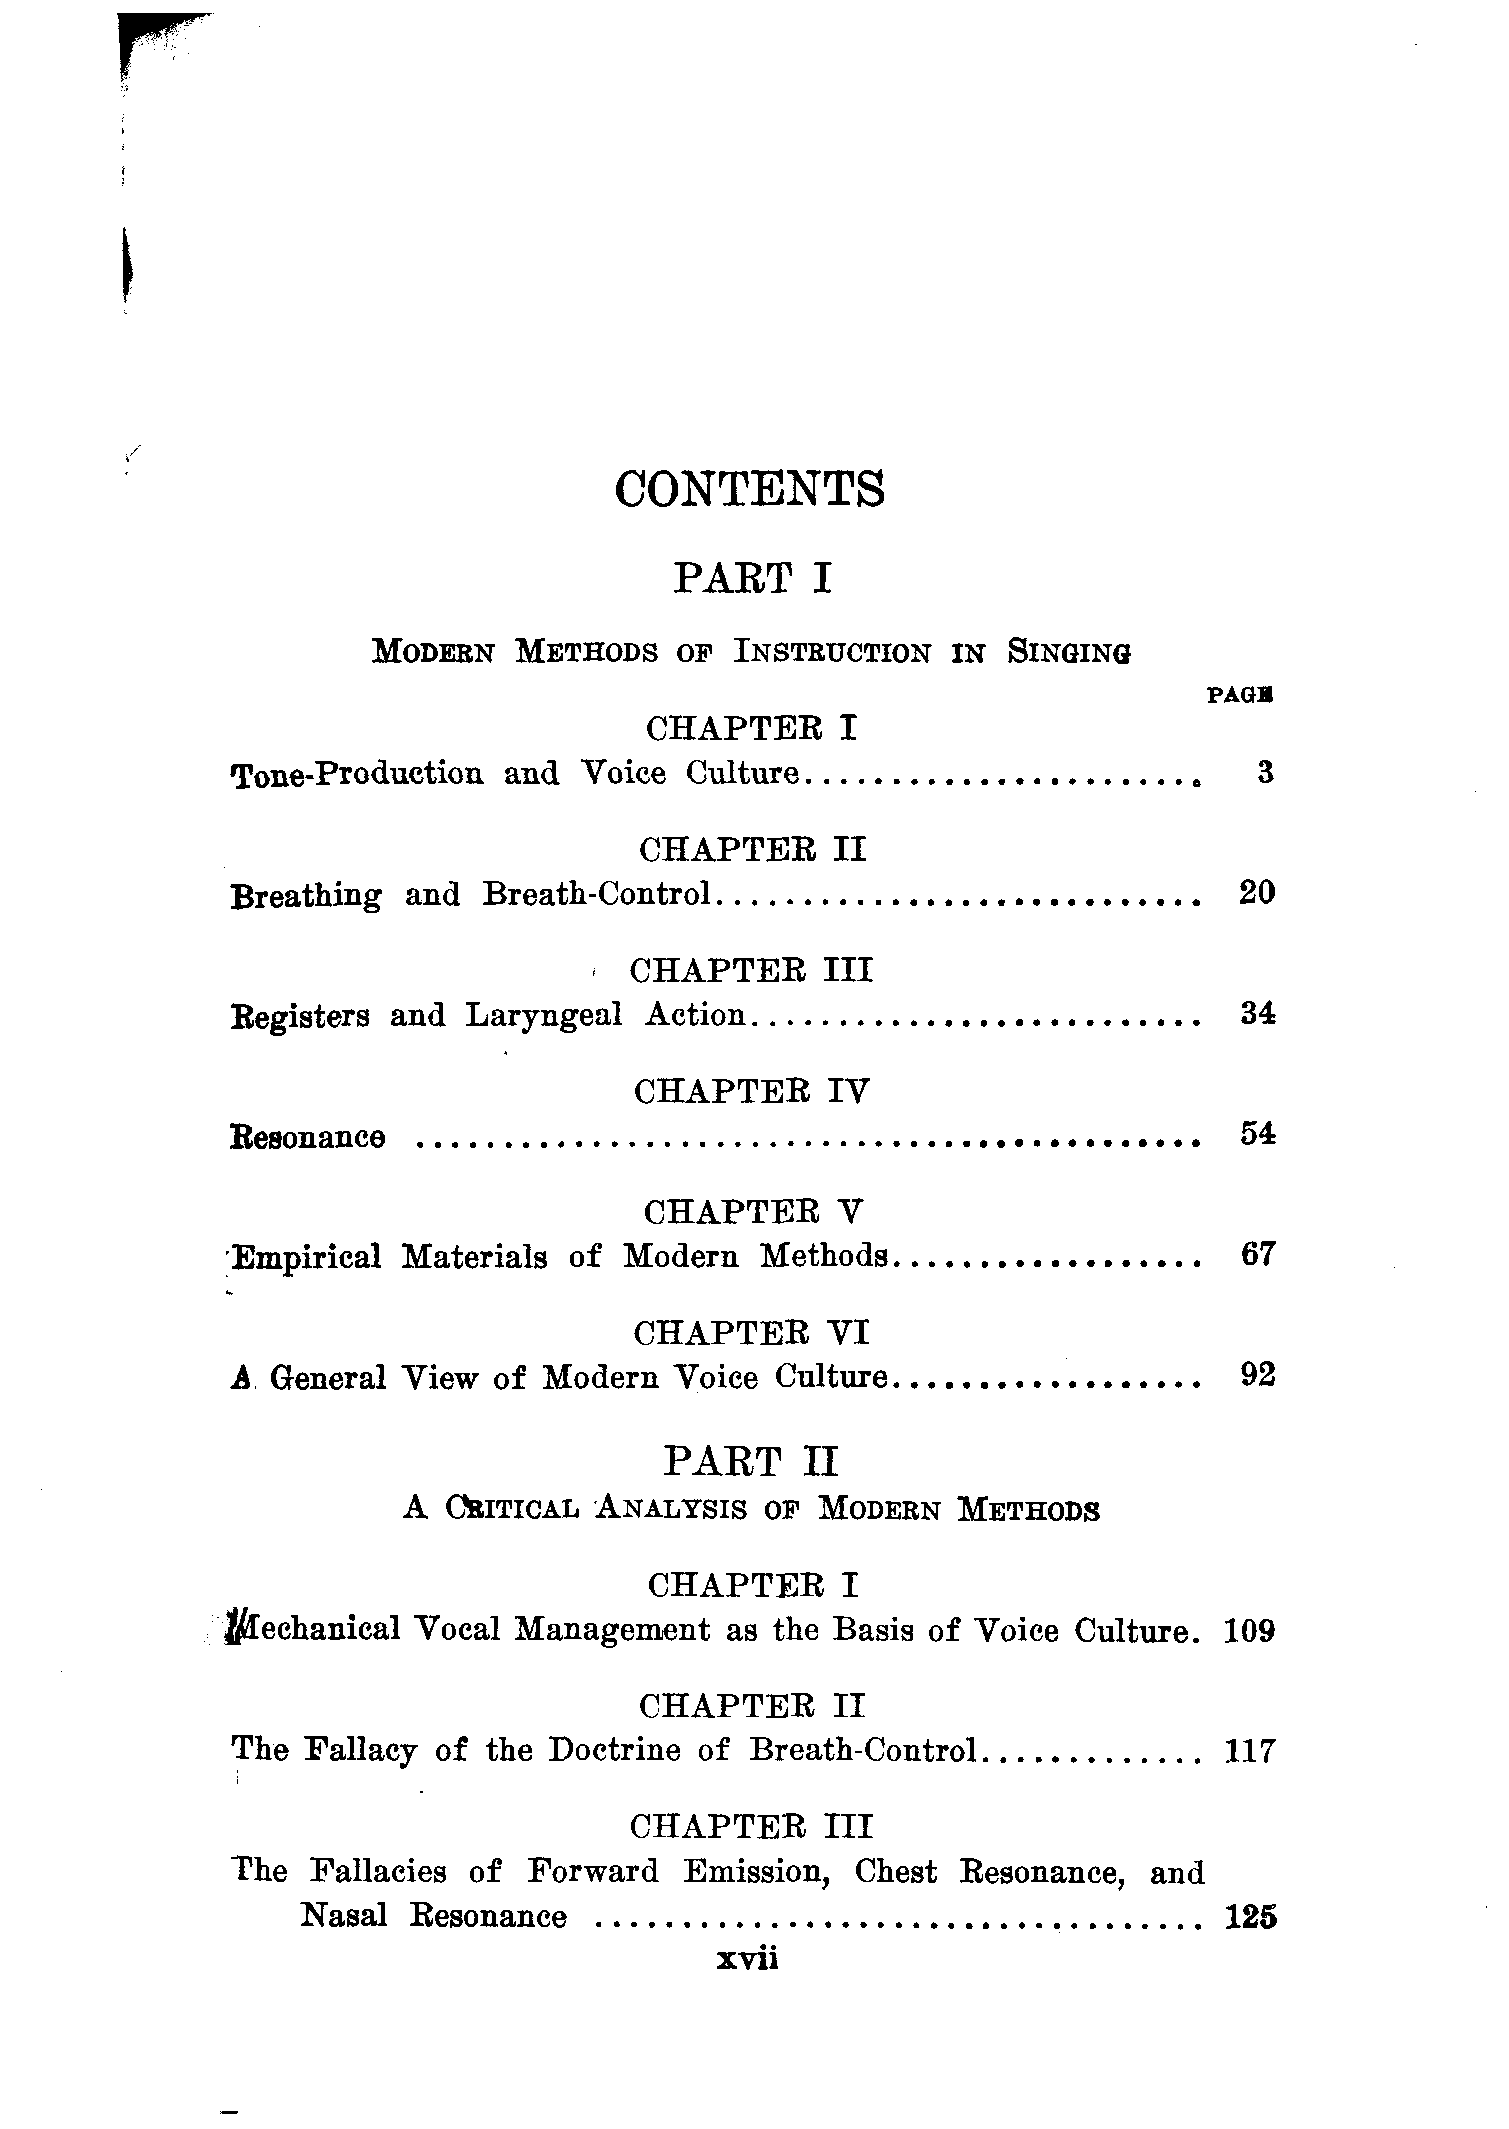 CONTENTS
PART I
MODERN METHODS OF INSTRUCTION IN SINGING
PAGE
CHAPTER I
Tone-Production and Voice Culture....................... 3
CHAPTER II
Breathing and Breath-Control............................ 20
CHAPTER III
Registers and Laryngeal Action.......................... 34
CHAPTER IV
Resonance ............................................. 54
CHAPTER V
Empirical Materials of Modern Methods.................. 67
CHAPTER VI
A General View of Modern Voice Culture.................. 92
PART II
A CRITICAL ANALYSIS OF MODERN METHODS
CHAPTER I
Mechanical Vocal Management as the Basis of Voice Culture. 109
CHAPTER II
The Fallacy of the Doctrine of Breath-Control............. 117
CHAPTER III
The Fallacies of Forward Emission, Chest Resonance, and
Nasal Resonance ................................... 125
xvii